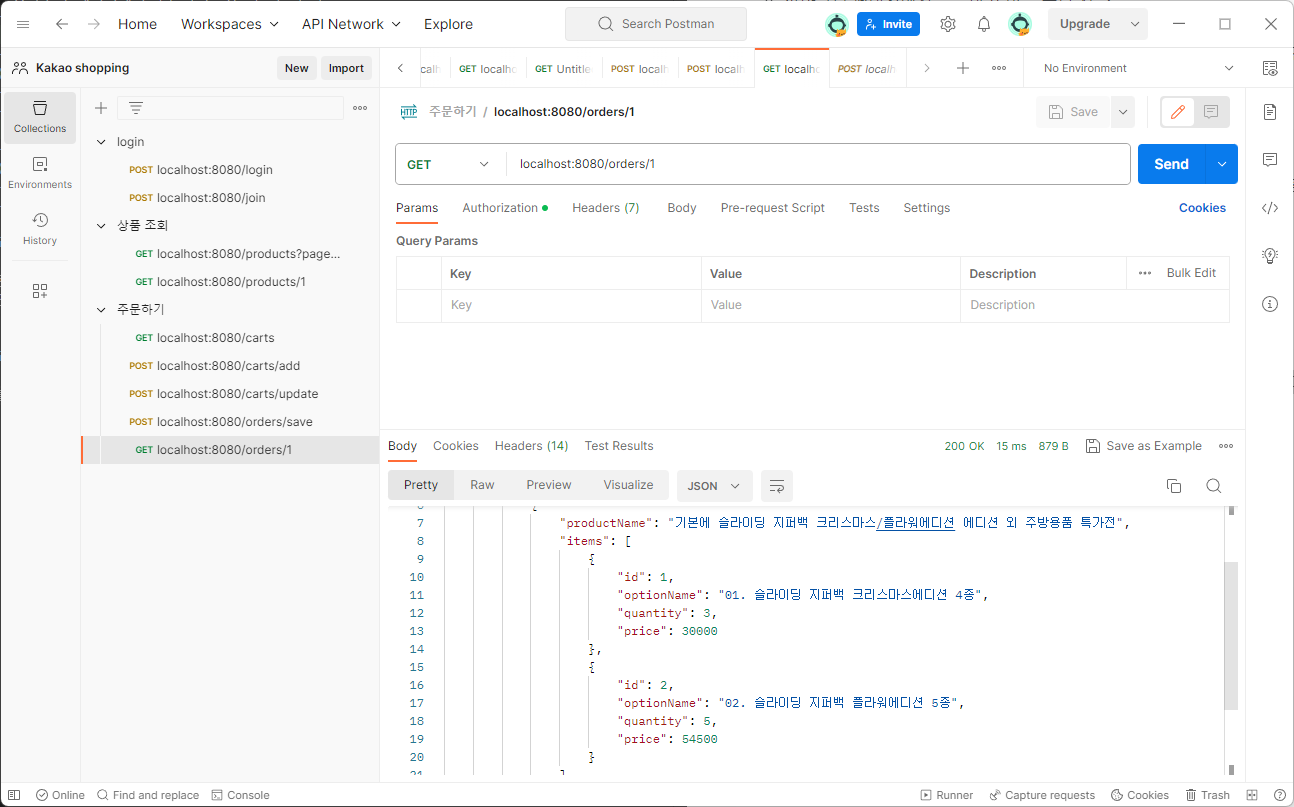 Home Workspaces API Network Explore Search Postman Invite Upgrade
Kakao shopping New Import
GET localh GET Untitle POST localh POST localh GET localh POST localh No Environment
Collections
Environments
History
login
POST localhost:8080/login
POST localhost:8080/join
상품 조회
GET localhost:8080/products?page...
GET localhost:8080/products/1
주문하기
GET localhost:8080/carts
POST localhost:8080/carts/add
POST localhost:8080/carts/update
POST localhost:8080/orders/save
GET localhost:8080/orders/1
HTTP 주문하기 / localhost:8080/orders/1 Save
GET localhost:8080/orders/1 Send
Params Authorization Headers (7) Body Pre-request Script Tests Settings Cookies
Query Params
Key Value Description Bulk Edit
Key Value Description
Body Cookies Headers (14) Test Results 200 OK 15 ms 879 B Save as Example
Pretty Raw Preview Visualize JSON
6 {
7 "productName": "기본에 슬라이딩 지퍼백 크리스마스/플라워에디션 에디션 외 주방용품 특가전",
8 "items": [
9 {
10 "id": 1,
11 "optionName": "01. 슬라이딩 지퍼백 크리스마스에디션 4종",
12 "quantity": 3,
13 "price": 30000
14 },
15 {
16 "id": 2,
17 "optionName": "02. 슬라이딩 지퍼백 플라워에디션 5종",
18 "quantity": 5,
19 "price": 54500
20 }
21 ]
Online Find and replace Console Runner Capture requests Cookies Trash